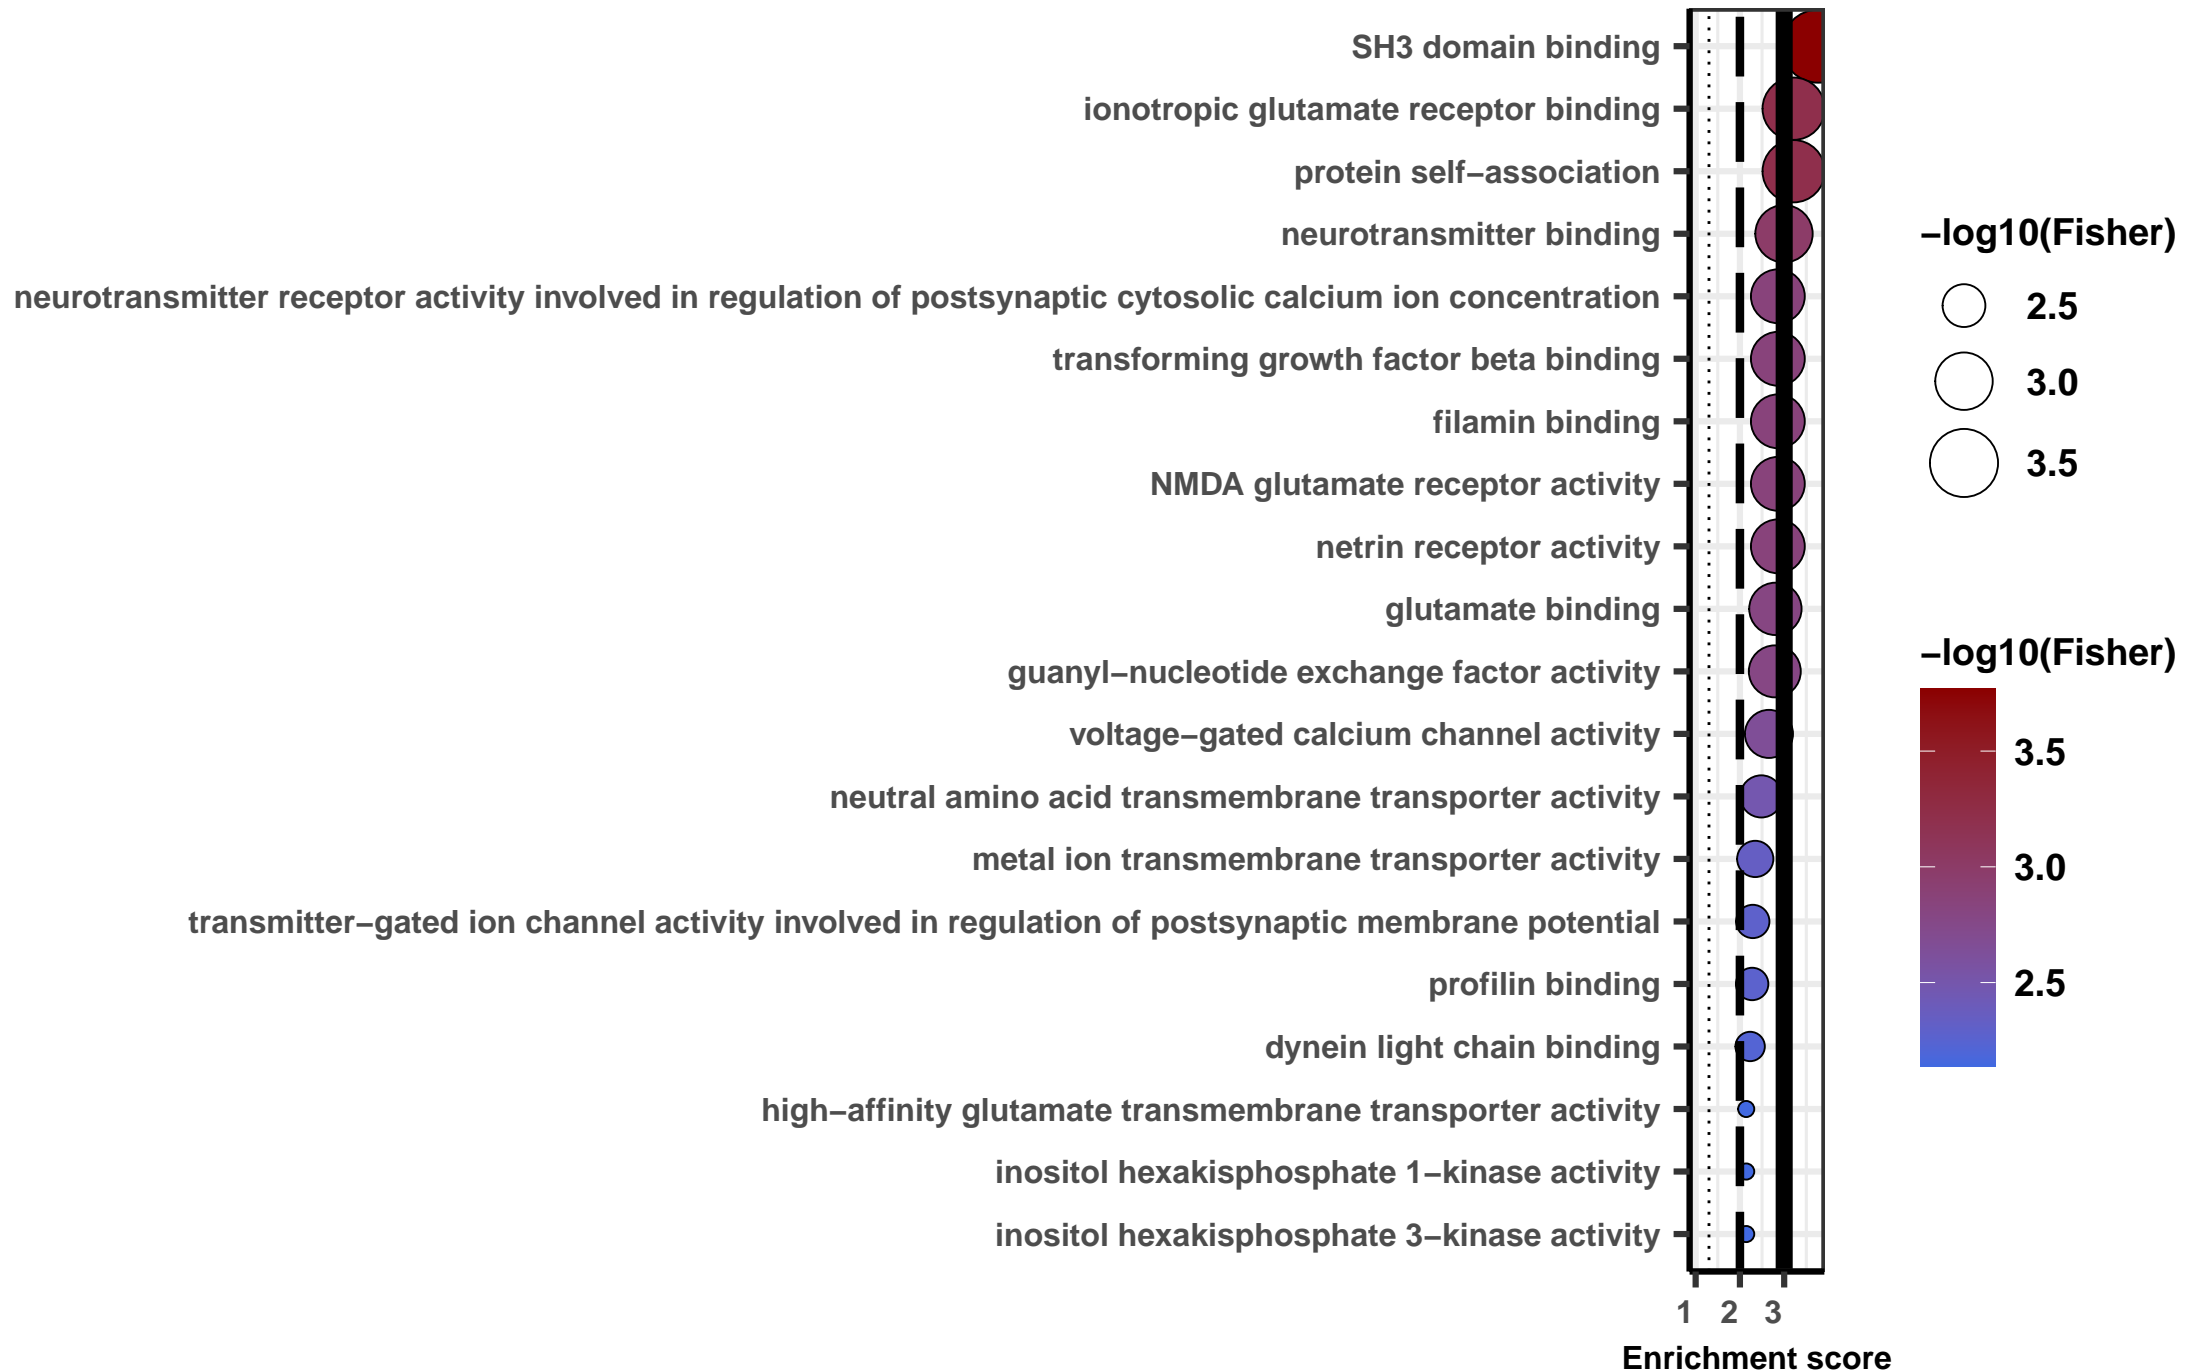 SH3 domain binding
ionotropic glutamate receptor binding
protein self−association
neurotransmitter binding
neurotransmitter receptor activity involved in regulation of postsynaptic cytosolic calcium ion concentration
transforming growth factor beta binding
filamin binding
NMDA glutamate receptor activity
netrin receptor activity
glutamate binding
guanyl−nucleotide exchange factor activity
voltage−gated calcium channel activity
neutral amino acid transmembrane transporter activity
metal ion transmembrane transporter activity
transmitter−gated ion channel activity involved in regulation of postsynaptic membrane potential
profilin binding
dynein light chain binding
high−affinity glutamate transmembrane transporter activity
inositol hexakisphosphate 1−kinase activity
inositol hexakisphosphate 3−kinase activity
1 2 3
Enrichment score
−log10(Fisher)
2.5
3.0
3.5
−log10(Fisher)
3.5
3.0
2.5